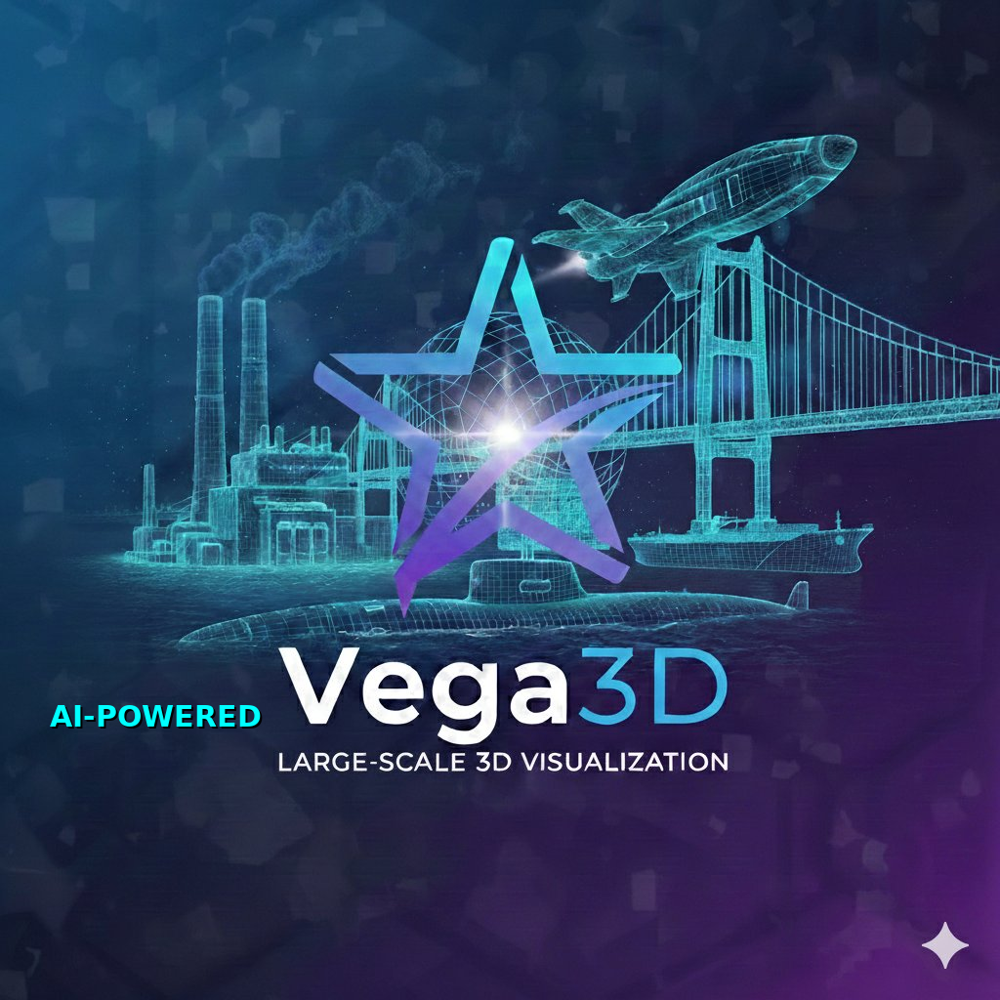 Vega3D
AI-POWERED
LARGE-SCALE 3D VISUALIZATION